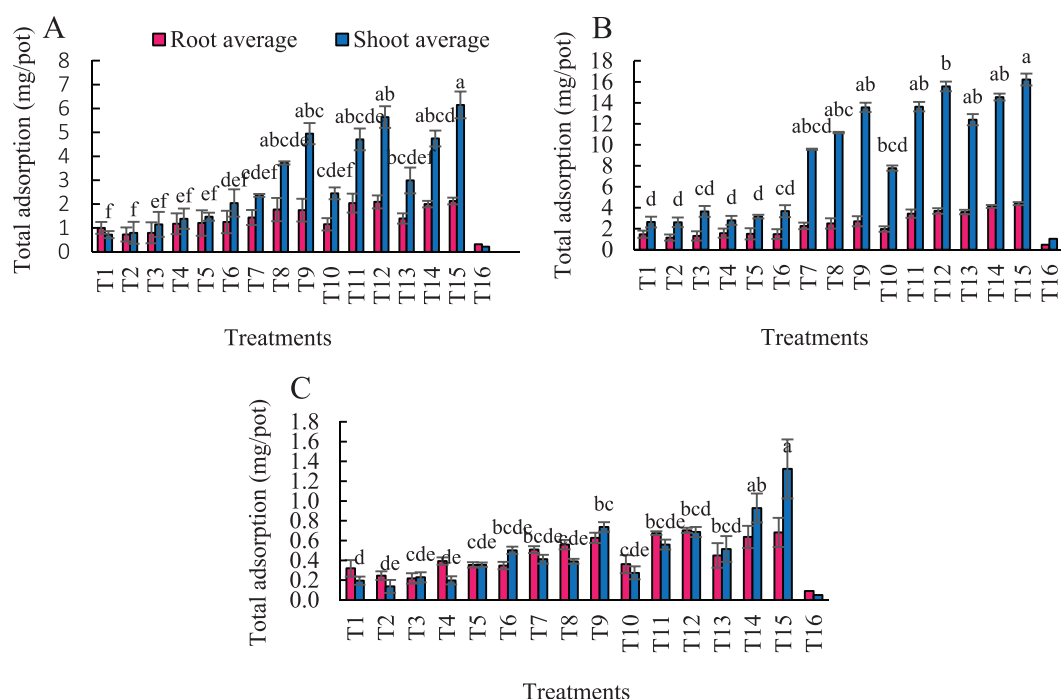 A
Root average
Shoot average
Total adsorption (mg/pot)
8
7
6
5
4
3
2
1
0
f
f
ef
ef
ef
def
cdef
abcde
abc
cdef
abcde
ab
bcdef
abcd
a
T1
T2
T3
T4
T5
T6
T7
T8
T9
T10
T11
T12
T13
T14
T15
T16
Treatments
B
Total adsorption (mg/pot)
18
16
14
12
10
8
6
4
2
0
d
d
cd
d
d
cd
abcd
abc
ab
bcd
ab
b
ab
ab
a
T1
T2
T3
T4
T5
T6
T7
T8
T9
T10
T11
T12
T13
T14
T15
T16
Treatments
C
Total adsorption (mg/pot)
1.8
1.6
1.4
1.2
1.0
0.8
0.6
0.4
0.2
0.0
d
de
cde
de
cde
bcde
bcde
cde
bc
cde
bcde
bcd
bcd
ab
a
T1
T2
T3
T4
T5
T6
T7
T8
T9
T10
T11
T12
T13
T14
T15
T16
Treatments